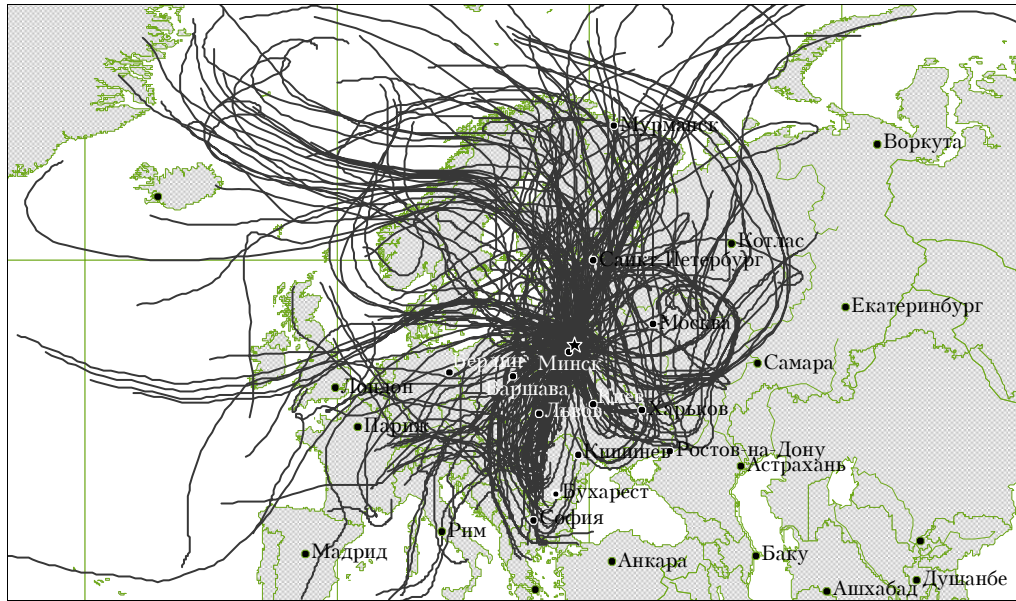 Мурманск
Воркута
Котлас
Санкт-Петербург
Екатеринбург
Москва
Минск
Самара
Берлин
Варшава
Лондон
Киев
Львов
Харьков
Париж
Кишинев
Ростов-на-Дону
Астрахань
Бухарест
София
Рим
Мадрид
Анкара
Баку
Душанбе
Ашхабад